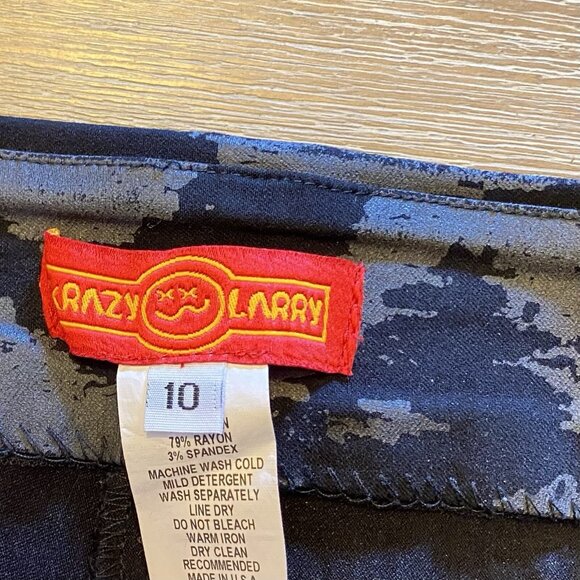 CRAZY LARRY
10
79% RAYON
3% SPANDEX
MACHINE WASH COLD
MILD DETERGENT
WASH SEPARATELY
LINE DRY
DO NOT BLEACH
WARM IRON
DRY CLEAN
RECOMMENDED
MADE IN U.S.A